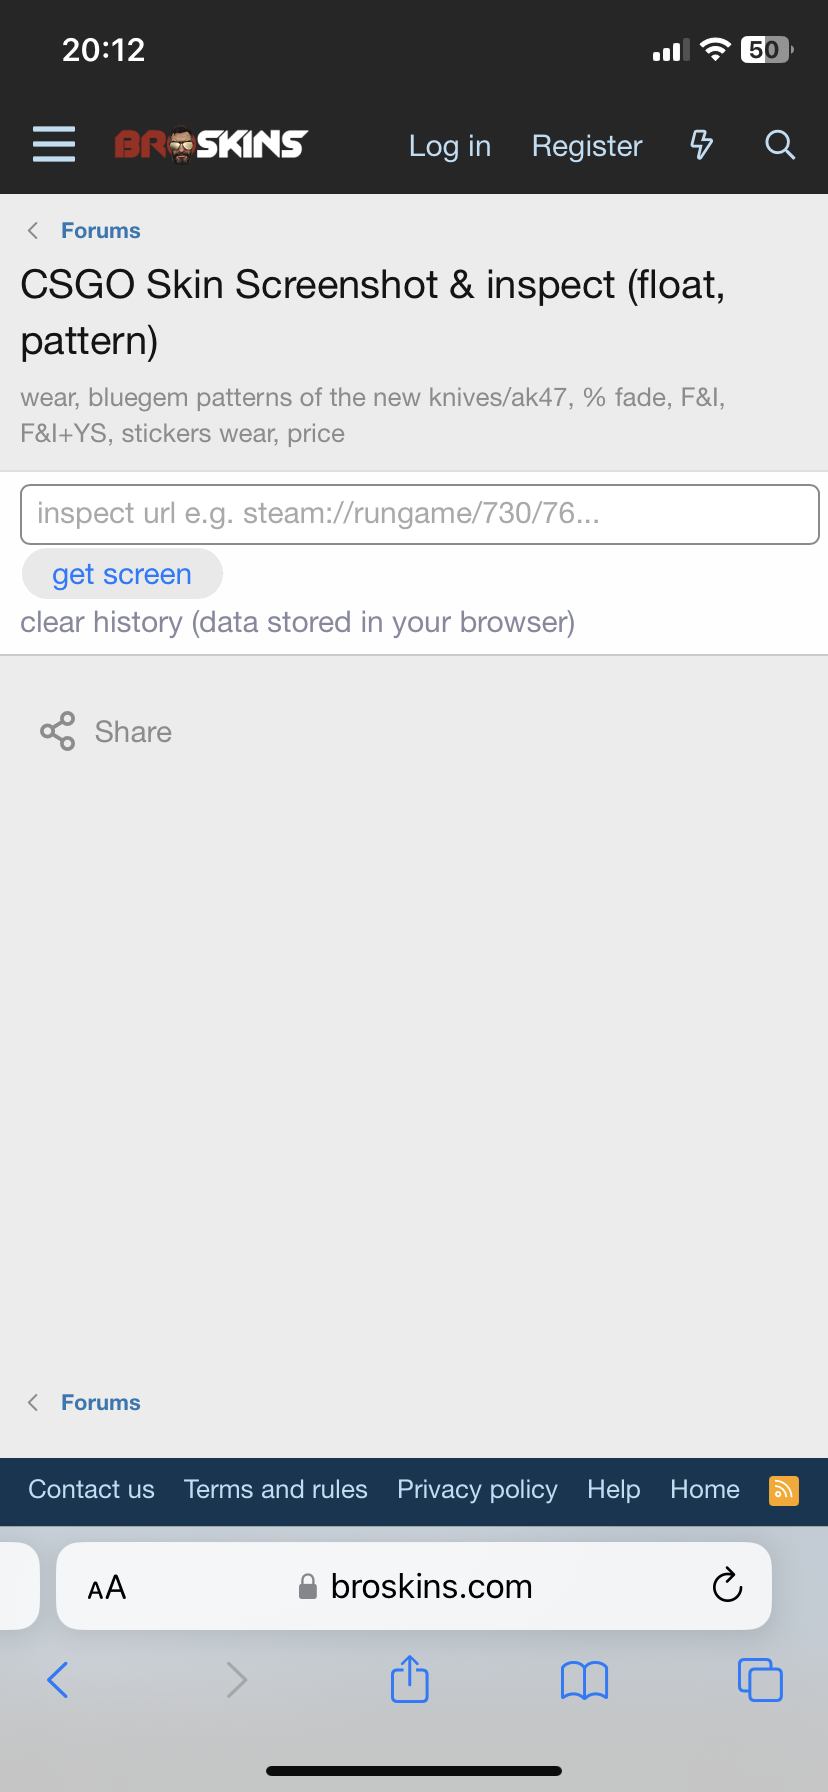 20:12
50
BROSKINS
Log in
Register
Forums
CSGO Skin Screenshot & inspect (float,
pattern)
wear, bluegem patterns of the new knives/ak47, % fade, F&I,
F&I+YS, stickers wear, price
inspect url e.g. steam://rungame/730/76...
get screen
clear history (data stored in your browser)
Share
Forums
Contact us
Terms and rules
Privacy policy
Help
Home
AA
broskins.com